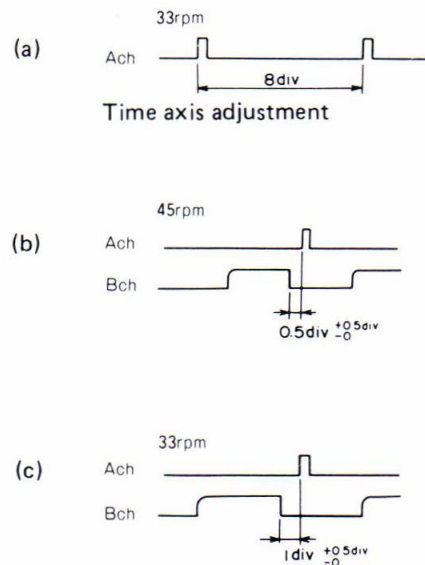 33rpm
(a)
Ach
8div
Time axis adjustment
45rpm
(b)
Ach
Bch
0.5div +0.5div
-0
33rpm
(c)
Ach
Bch
1div +0.5div
-0